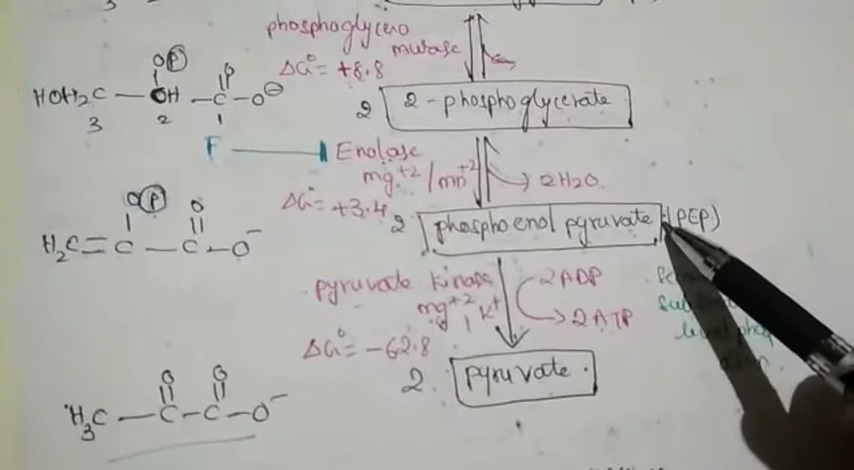 phosphoglycero
mutase
ΔG° = +8.8
O(P)
HOH₂C — CH — C — O⊖
3 2 1
2 2-phosphoglycerate
F
Enolase
mg⁺² / mn⁺²
2H₂O
ΔG° = +3.4
2 phosphoenol pyruvate (PEP)
O(P) O
H₂C = C — C — O⁻
pyruvate kinase
mg⁺² , K⁺
2ADP
2ATP
ΔG° = -62.8
2 pyruvate.
O O
H₃C — C — C — O⁻